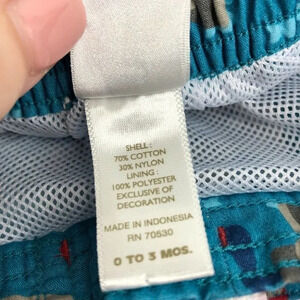 SHELL :
70% COTTON
30% NYLON
LINING :
100% POLYESTER
EXCLUSIVE OF
DECORATION
MADE IN INDONESIA
RN 70530
0 TO 3 MOS.